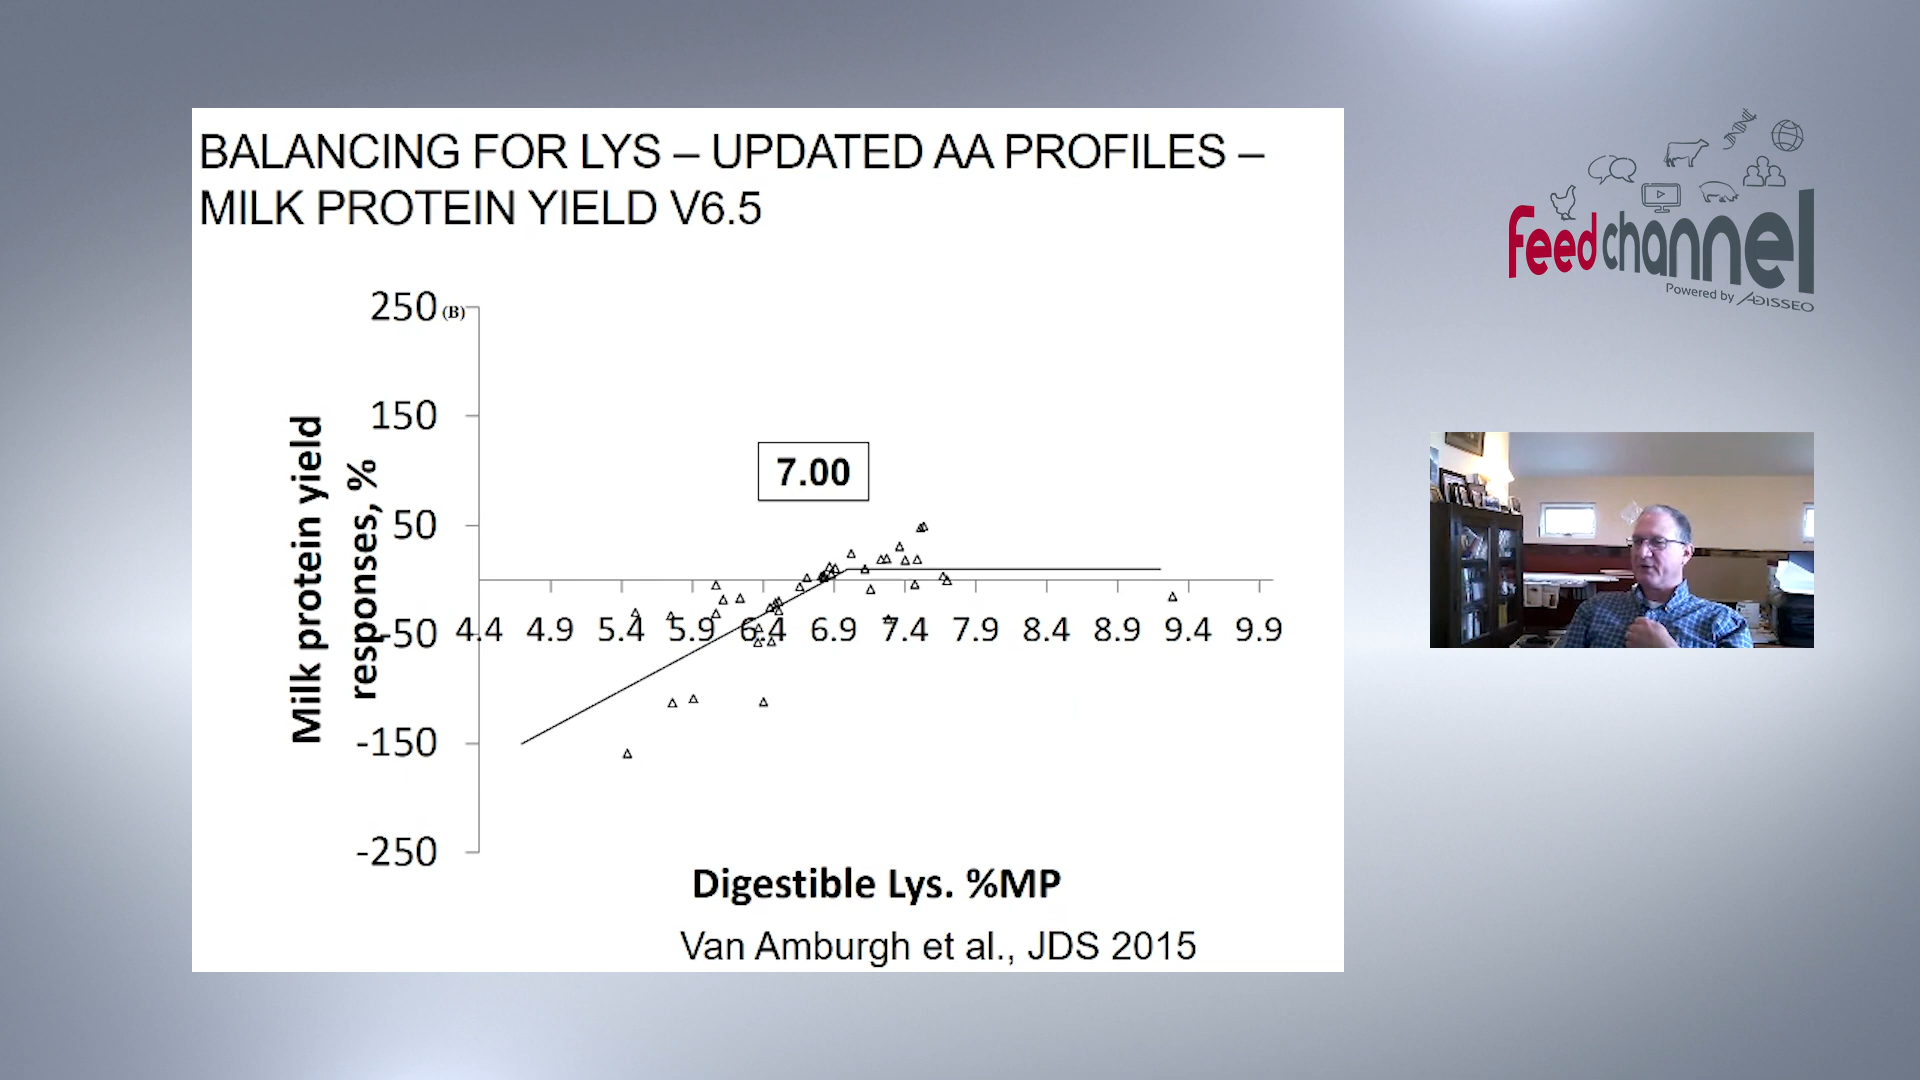 BALANCING FOR LYS – UPDATED AA PROFILES –
MILK PROTEIN YIELD V6.5
250
(B)
150
50
-50
-150
-250
Milk protein yield
responses, %
7.00
4.4 4.9 5.4 5.9 6.4 6.9 7.4 7.9 8.4 8.9 9.4 9.9
Digestible Lys. %MP
Van Amburgh et al., JDS 2015
feedchannel
Powered by ADISSEO